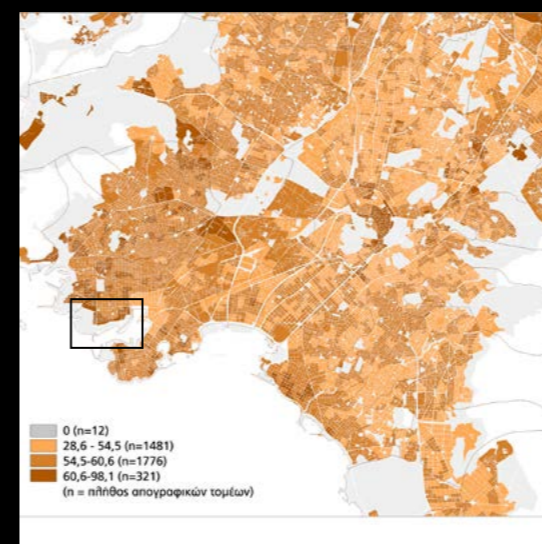 0 (n=12)
28,6 - 54,5 (n=1481)
54,5-60,6 (n=1776)
60,6-98,1 (n=321)
(n = πλήθος απογραφικών τομέων)